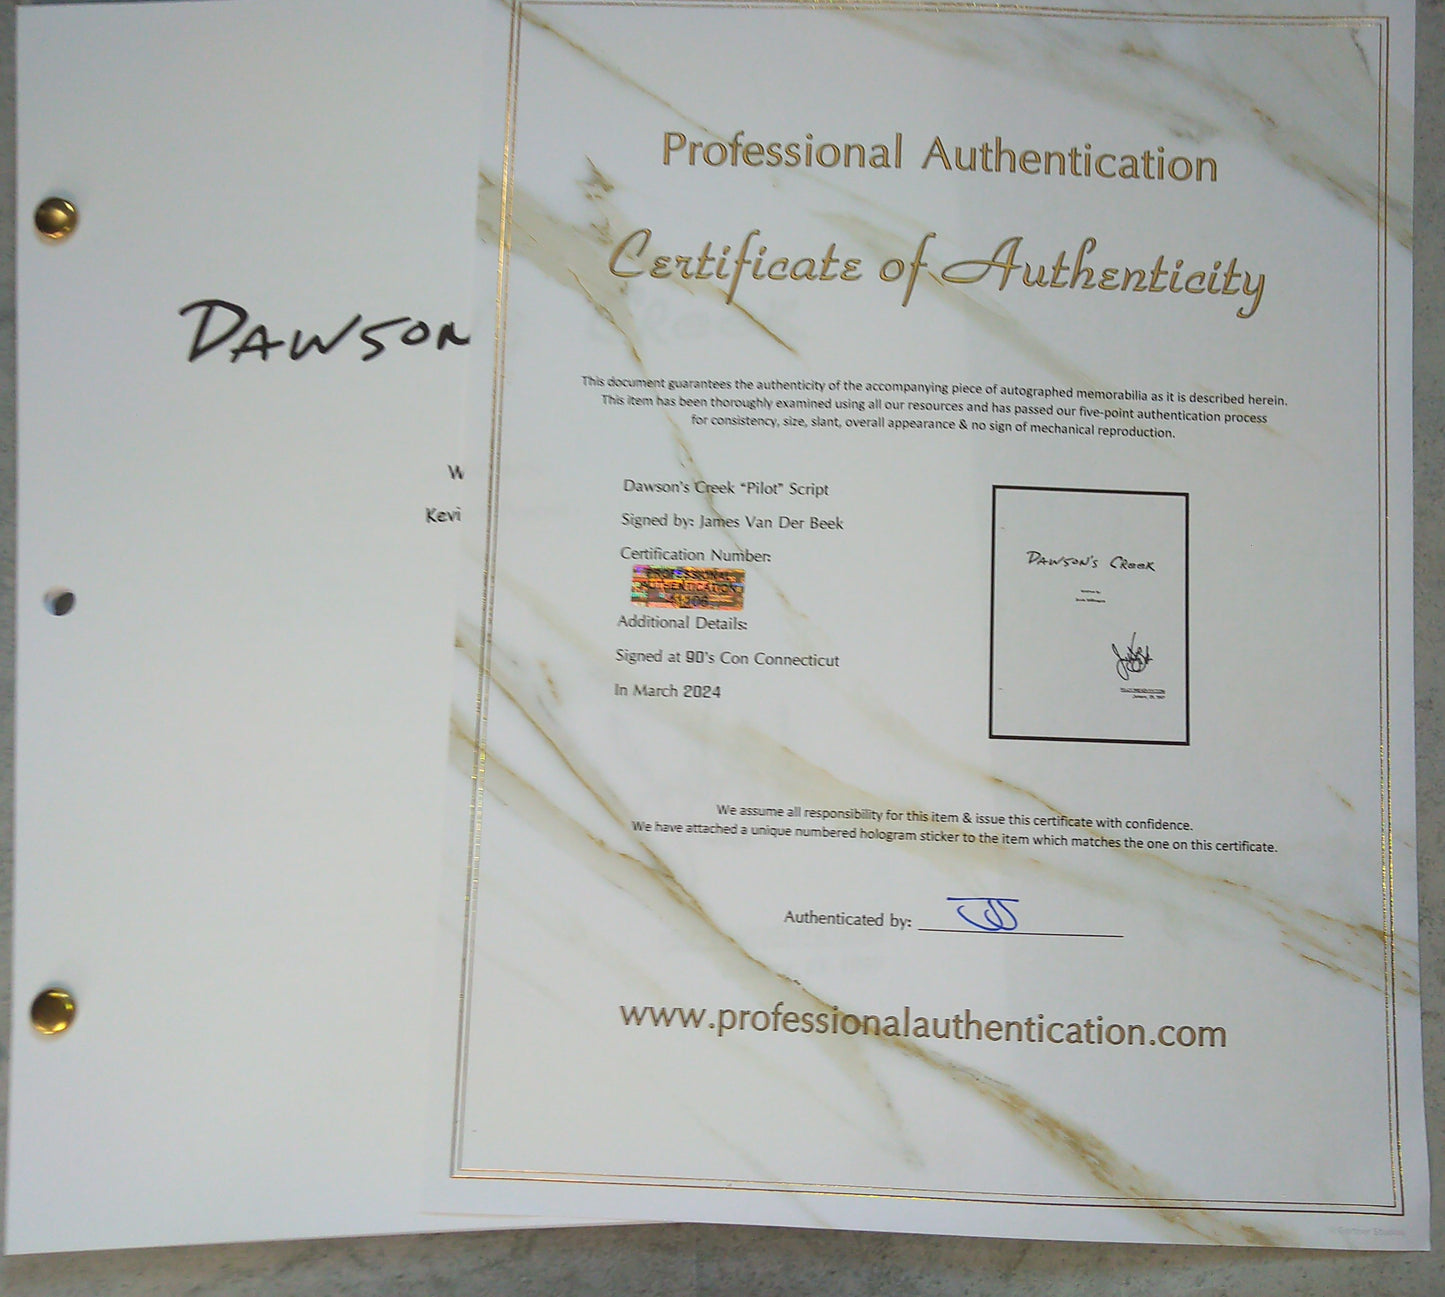 DAWSON
W
Kevi
Professional Authentication
Certificate of Authenticity
This document guarantees the authenticity of the accompanying piece of autographed memorabilia as it is described herein.
This item has been thoroughly examined using all our resources and has passed our five-point authentication process
for consistency, size, slant, overall appearance & no sign of mechanical reproduction.
Dawson's Creek "Pilot" Script
Signed by: James Van Der Beek
Certification Number:
PROFESSIONAL
AUTHENTICATION
Additional Details:
Signed at 90's Con Connecticut
In March 2024
DAWSON'S CREEK
We assume all responsibility for this item & issue this certificate with confidence.
We have attached a unique numbered hologram sticker to the item which matches the one on this certificate.
Authenticated by:
www.professionalauthentication.com